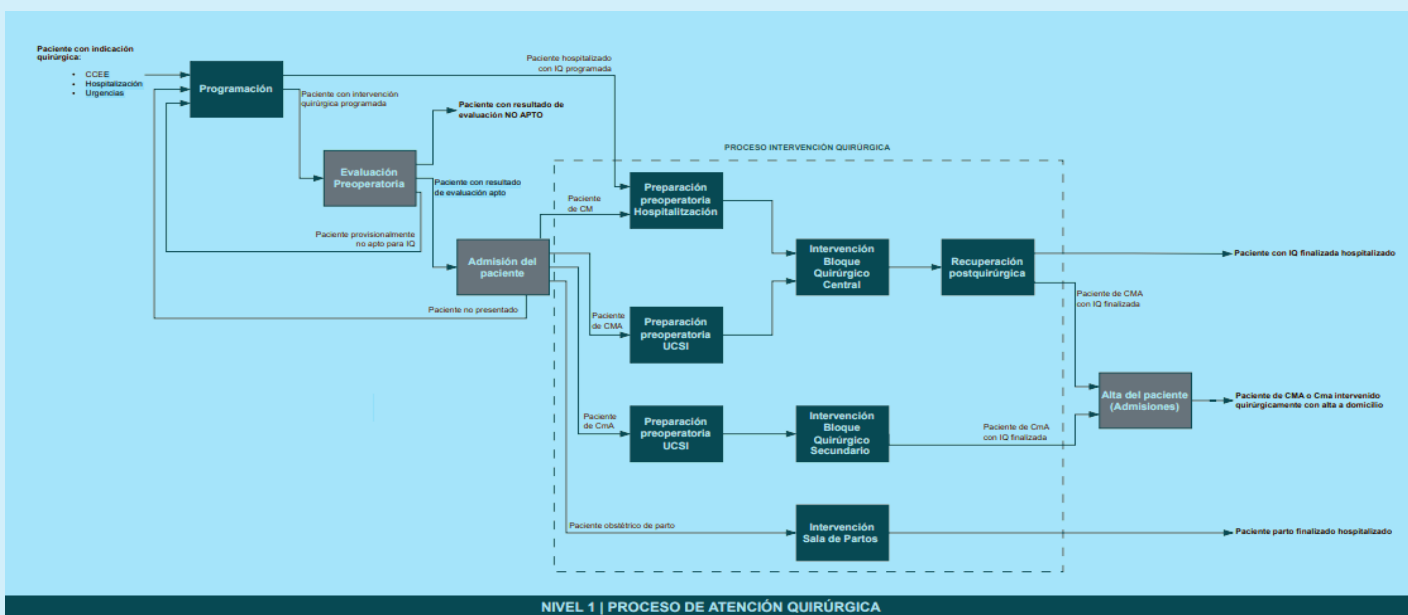 Paciente con indicación
quirúrgica:
• CCEE
• Hospitalización
• Urgencias
Programación
Paciente hospitalizado
con IQ programada
Paciente con intervención
quirúrgica programada
Paciente con resultado de
evaluación NO APTO
PROCESO INTERVENCIÓN QUIRÚRGICA
Evaluación
Preoperatoria
Paciente con resultado
de evaluación apto
Paciente provisionalmente
no apto para IQ
Preparación
preoperatoria
Hospitalitzación
Paciente
de CM
Admisión del
paciente
Paciente no presentado
Intervención
Bloque
Quirúrgico
Central
Recuperación
postquirúrgica
Paciente con IQ finalizada hospitalizado
Paciente de CMA
con IQ finalizada
Paciente
de CMA
Preparación
preoperatoria
UCSI
Alta del paciente
(Admisiones)
Paciente de CMA o Cma intervenido
quirúrgicamente con alta a domicilio
Paciente
de CmA
Preparación
preoperatoria
UCSI
Intervención
Bloque
Quirúrgico
Secundario
Paciente de CmA
con IQ finalizada
Paciente obstétrico de parto
Intervención
Sala de Partos
Paciente parto finalizado hospitalizado
NIVEL 1 | PROCESO DE ATENCIÓN QUIRÚRGICA